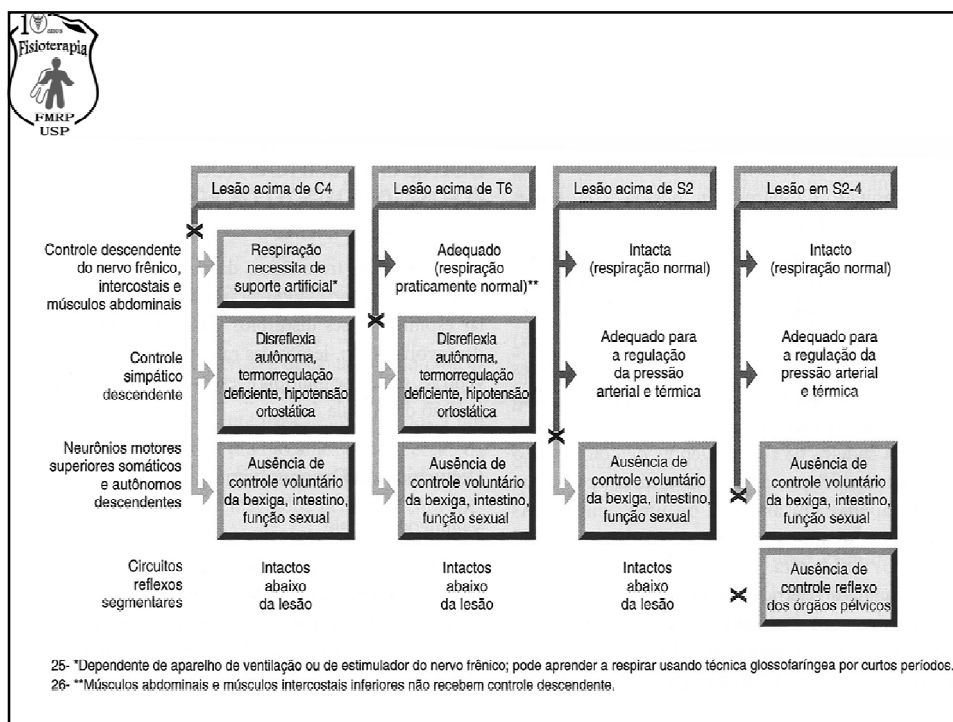 10 anos
Fisioterapia
FMRP
USP
Lesão acima de C4
Lesão acima de T6
Lesão acima de S2
Lesão em S2-4
Controle descendente
do nervo frênico,
intercostais e
músculos abdominais
Respiração
necessita de
suporte artificial*
Adequado
(respiração
praticamente normal)**
Intacta
(respiração normal)
Intacto
(respiração normal)
Controle
simpático
descendente
Disreflexia
autônoma,
termorregulação
deficiente, hipotensão
ortostática
Disreflexia
autônoma,
termorregulação
deficiente, hipotensão
ortostática
Adequado para
a regulação
da pressão
arterial e térmica
Adequado para
a regulação da
pressão arterial
e térmica
Neurônios motores
superiores somáticos
e autônomos
descendentes
Ausência de
controle voluntário
da bexiga, intestino,
função sexual
Ausência de
controle voluntário
da bexiga, intestino,
função sexual
Ausência de
controle voluntário
da bexiga, intestino,
função sexual
Ausência de
controle voluntário
da bexiga, intestino,
função sexual
Circuitos
reflexos
segmentares
Intactos
abaixo
da lesão
Intactos
abaixo
da lesão
Intactos
abaixo
da lesão
Ausência de
controle reflexo
dos órgãos pélvicos
25- *Dependente de aparelho de ventilação ou de estimulador do nervo frênico; pode aprender a respirar usando técnica glossofaríngea por curtos períodos.
26- **Músculos abdominais e músculos intercostais inferiores não recebem controle descendente.